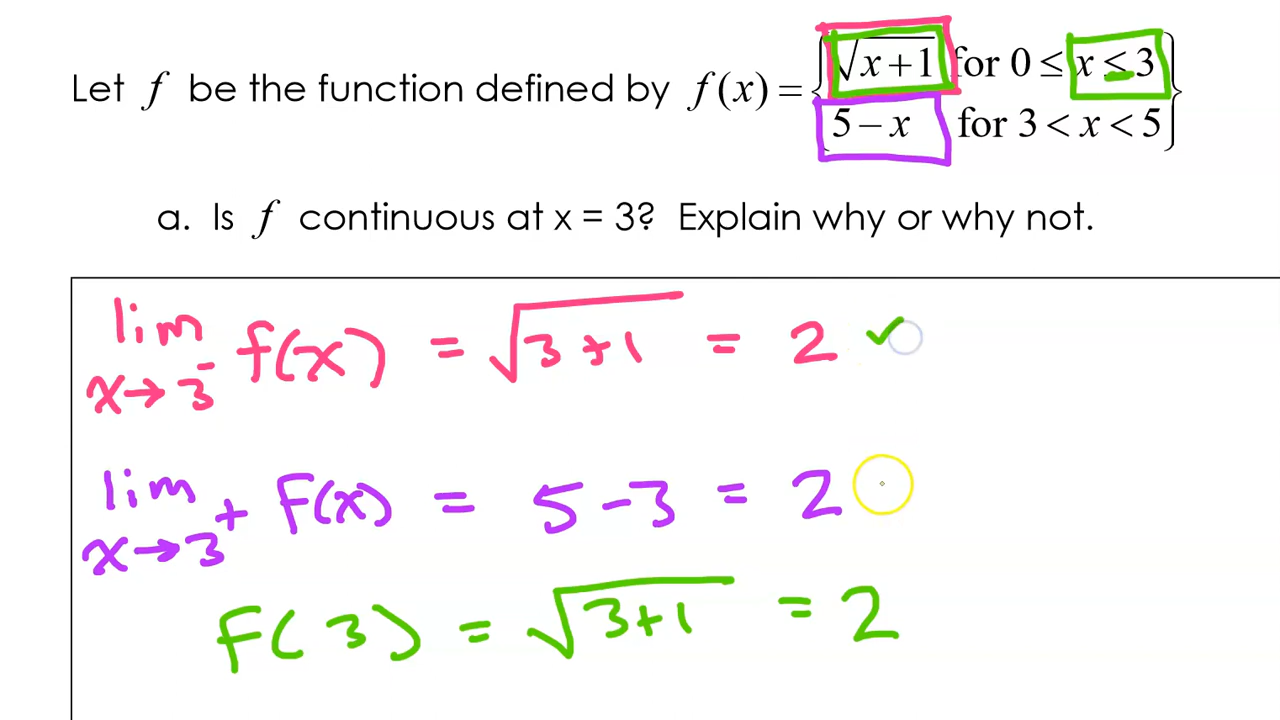 Let f be the function defined by f(x) = { √(x+1) for 0 ≤ x ≤ 3
5 − x for 3 < x < 5 }
a. Is f continuous at x = 3? Explain why or why not.
lim x→3⁻ f(x) = √(3+1) = 2 ✓
lim x→3⁺ F(x) = 5 − 3 = 2
F(3) = √(3+1) = 2